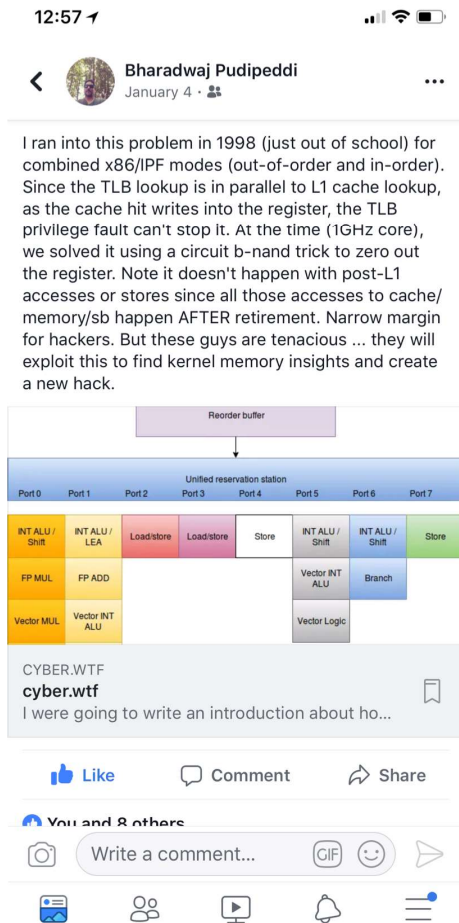 12:57
Bharadwaj Pudipeddi
January 4 ·
I ran into this problem in 1998 (just out of school) for
combined x86/IPF modes (out-of-order and in-order).
Since the TLB lookup is in parallel to L1 cache lookup,
as the cache hit writes into the register, the TLB
privilege fault can't stop it. At the time (1GHz core),
we solved it using a circuit b-nand trick to zero out
the register. Note it doesn't happen with post-L1
accesses or stores since all those accesses to cache/
memory/sb happen AFTER retirement. Narrow margin
for hackers. But these guys are tenacious ... they will
exploit this to find kernel memory insights and create
a new hack.
Reorder buffer
Unified reservation station
Port 0 Port 1 Port 2 Port 3 Port 4 Port 5 Port 6 Port 7
INT ALU / Shift
INT ALU / LEA
Load/store
Load/store
Store
INT ALU / Shift
INT ALU / Shift
Store
FP MUL
FP ADD
Vector INT ALU
Branch
Vector MUL
Vector INT ALU
Vector Logic
CYBER.WTF
cyber.wtf
I were going to write an introduction about ho...
Like Comment Share
You and 8 others
Write a comment...
GIF